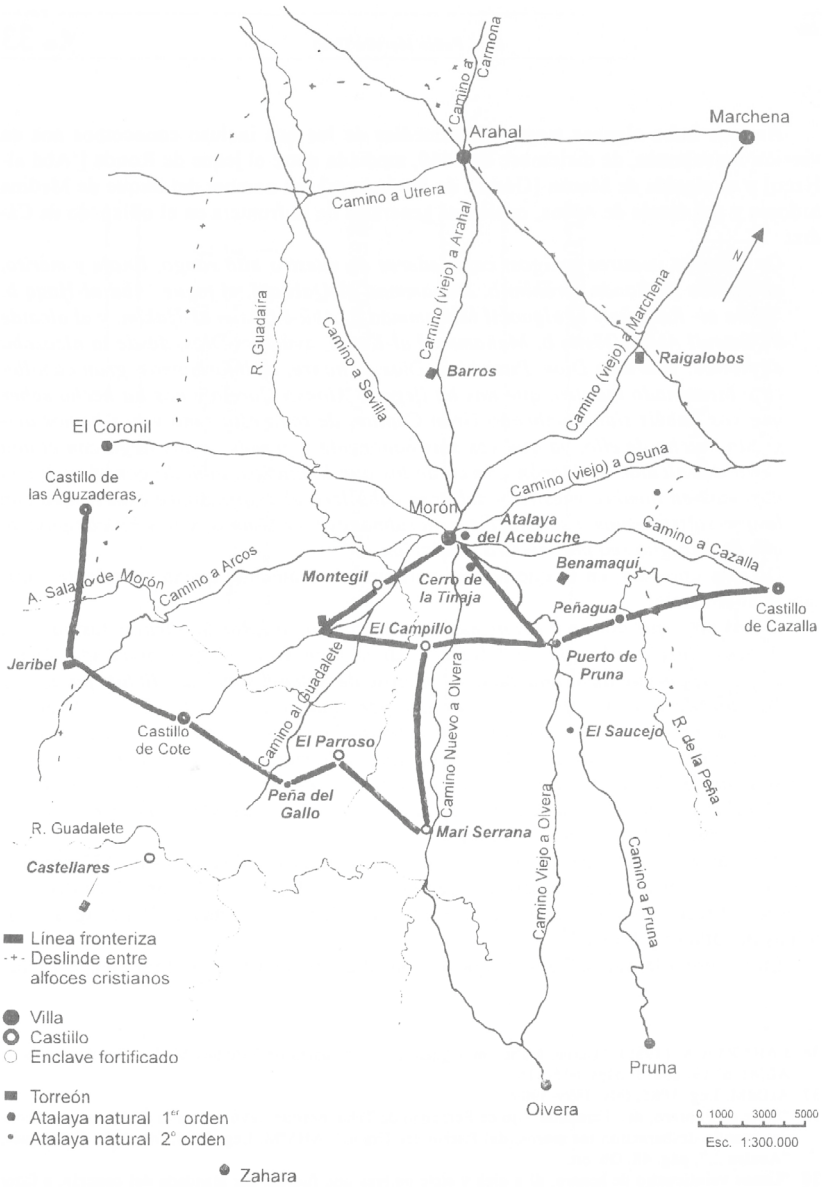 Camino a
Carmona
Arahal
Marchena
Camino a Utrera
N
Camino (viejo) a Arahal
R. Guadaira
Camino a Sevilla
Camino (viejo) a Marchena
Raigalobos
Barros
El Coronil
Castillo de
las Aguzaderas
Camino (viejo) a Osuna
Morón
Atalaya
del Acebuche
Camino a Cazalla
Camino a Arcos
A. Salado de Morón
Montegil
Cerro de
la Tinaja
Benamaqui
Peñagua
Castillo
de Cazalla
El Campillo
Puerto de
Pruna
Jeribel
Camino al Guadalete
Camino Nuevo a Olvera
Castillo
de Cote
El Parroso
El Saucejo
R. de la Peña
Peña del
Gallo
Mari Serrana
R. Guadalete
Castellares
Camino Viejo a Olvera
Camino a Pruna
Línea fronteriza
Deslinde entre
alfoces cristianos
Villa
Castillo
Enclave fortificado
Torreón
Atalaya natural 1er orden
Atalaya natural 2º orden
Pruna
Olvera
0 1000 3000 5000
Esc. 1:300.000
Zahara